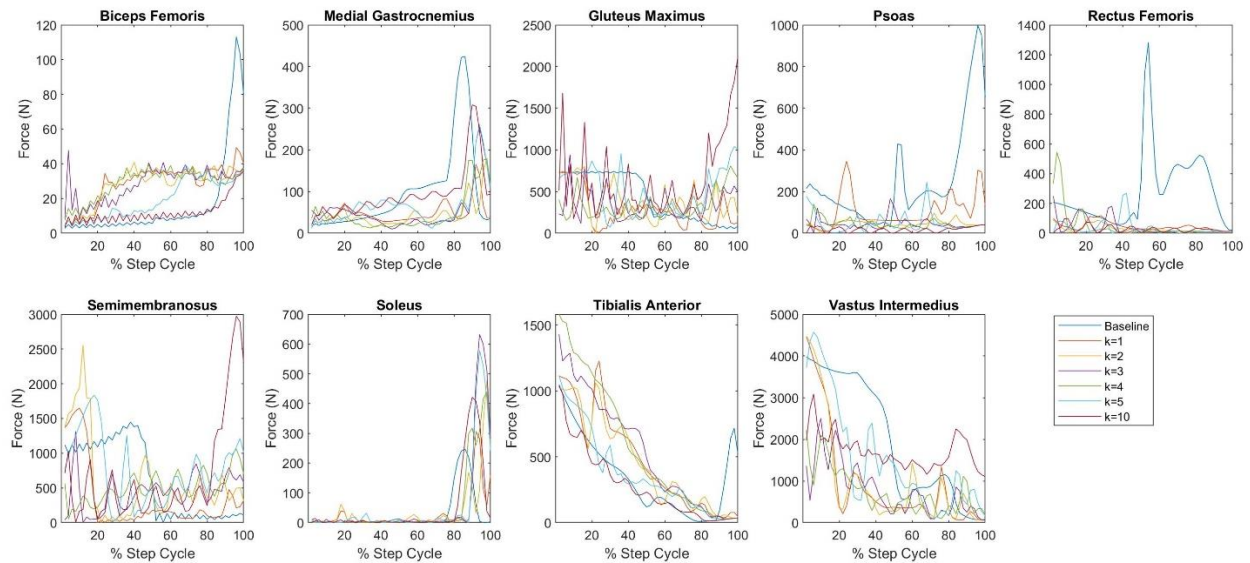 Biceps Femoris
120
100
80
60
40
20
0
Force (N)
20 40 60 80 100
% Step Cycle
Medial Gastrocnemius
500
400
300
200
100
0
Force (N)
20 40 60 80 100
% Step Cycle
Gluteus Maximus
2500
2000
1500
1000
500
0
Force (N)
20 40 60 80 100
% Step Cycle
Psoas
1000
800
600
400
200
0
Force (N)
20 40 60 80 100
% Step Cycle
Rectus Femoris
1400
1200
1000
800
600
400
200
0
Force (N)
20 40 60 80 100
% Step Cycle
Semimembranosus
3000
2500
2000
1500
1000
500
0
Force (N)
20 40 60 80 100
% Step Cycle
Soleus
700
600
500
400
300
200
100
0
Force (N)
20 40 60 80 100
% Step Cycle
Tibialis Anterior
1500
1000
500
0
Force (N)
20 40 60 80 100
% Step Cycle
Vastus Intermedius
5000
4000
3000
2000
1000
0
Force (N)
20 40 60 80 100
% Step Cycle
Baseline
k=1
k=2
k=3
k=4
k=5
k=10